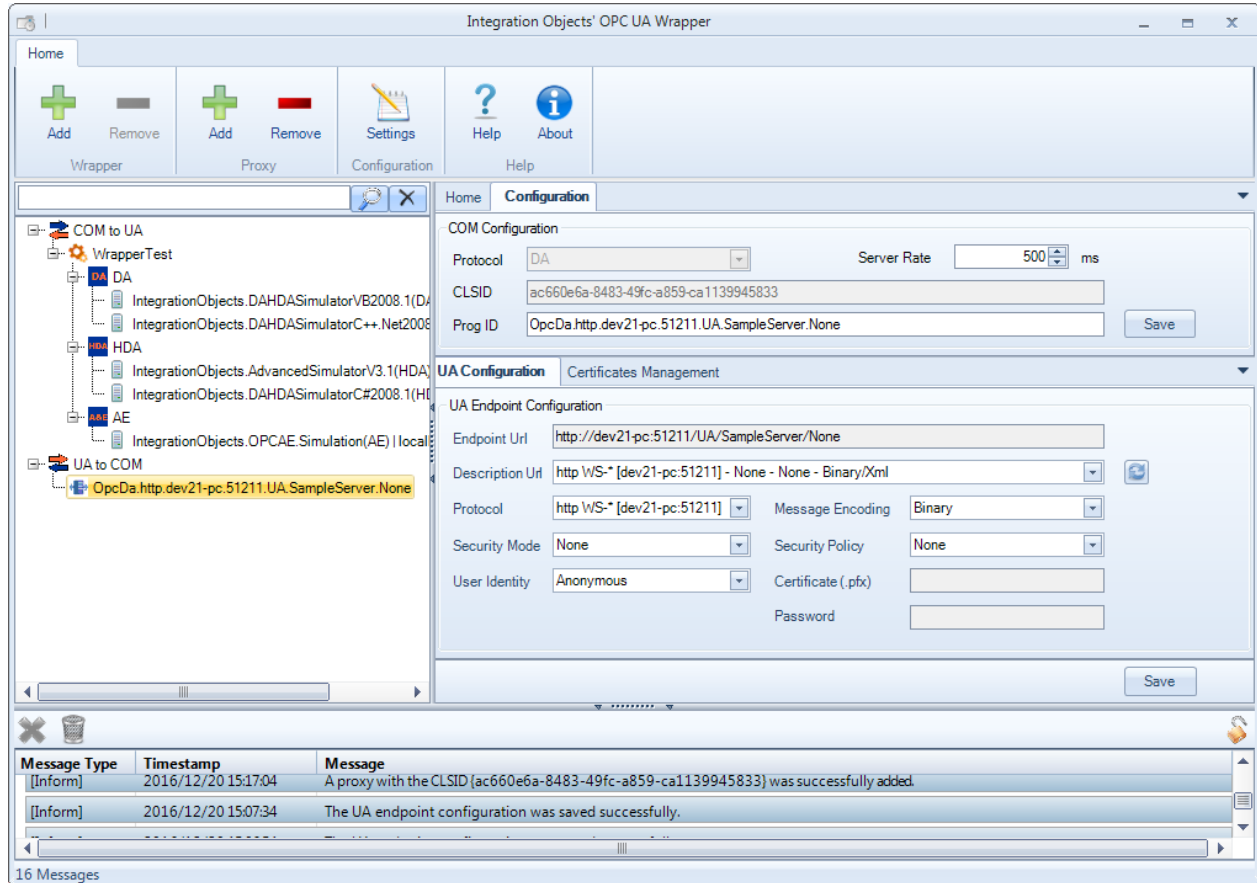 Integration Objects' OPC UA Wrapper
Home
Add Remove Add Remove Settings Help About
Wrapper Proxy Configuration Help
Home Configuration
COM to UA
WrapperTest
DA DA
IntegrationObjects.DAHDASimulatorVB2008.1(DA
IntegrationObjects.DAHDASimulatorC++.Net2008
HDA HDA
IntegrationObjects.AdvancedSimulatorV3.1(HDA)
IntegrationObjects.DAHDASimulatorC#2008.1(HD
A&E AE
IntegrationObjects.OPCAE.Simulation(AE) | local
UA to COM
OpcDa.http.dev21-pc.51211.UA.SampleServer.None
COM Configuration
Protocol DA Server Rate 500 ms
CLSID ac660e6a-8483-49fc-a859-ca1139945833
Prog ID OpcDa.http.dev21-pc.51211.UA.SampleServer.None Save
UA Configuration Certificates Management
UA Endpoint Configuration
Endpoint Url http://dev21-pc:51211/UA/SampleServer/None
Description Url http WS-* [dev21-pc:51211] - None - None - Binary/Xml
Protocol http WS-* [dev21-pc:51211] Message Encoding Binary
Security Mode None Security Policy None
User Identity Anonymous Certificate (.pfx)
Password
Save
Message Type Timestamp Message
[Inform] 2016/12/20 15:17:04 A proxy with the CLSID {ac660e6a-8483-49fc-a859-ca1139945833} was successfully added.
[Inform] 2016/12/20 15:07:34 The UA endpoint configuration was saved successfully.
16 Messages